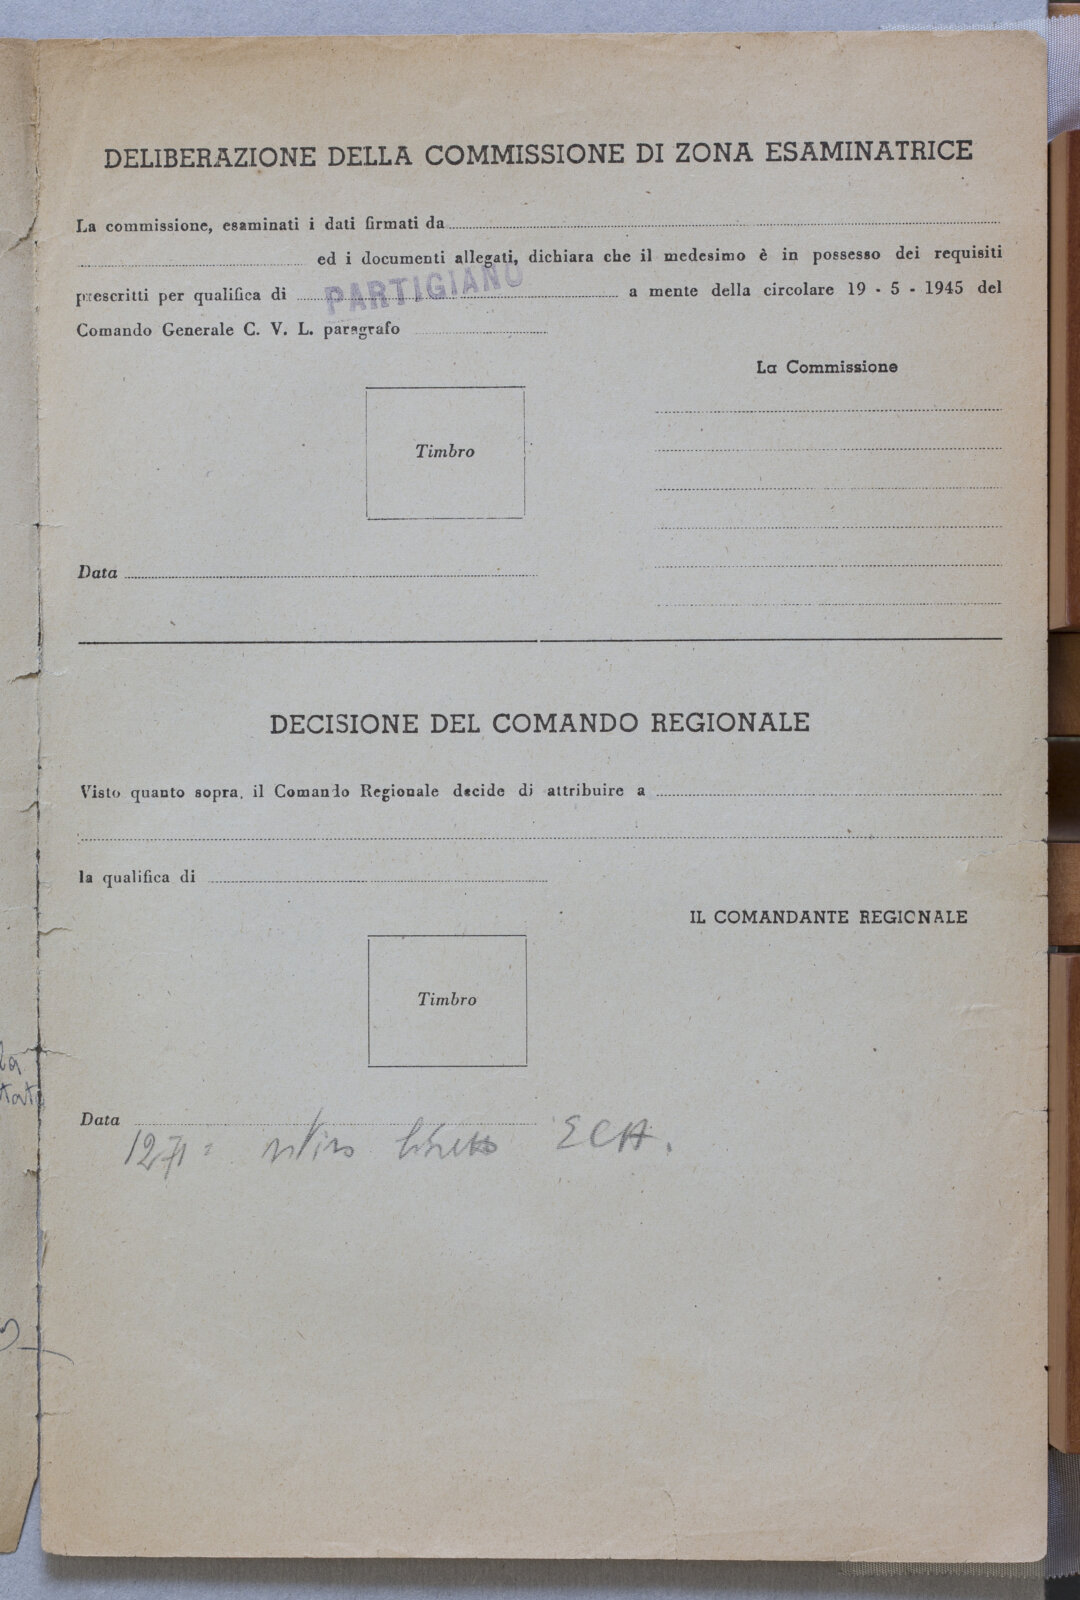 DELIBERAZIONE DELLA COMMISSIONE DI ZONA ESAMINATRICE
La commissione, esaminati i dati firmati da
ed i documenti allegati, dichiara che il medesimo è in possesso dei requisiti
prescritti per qualifica di PARTIGIANO a mente della circolare 19 - 5 - 1945 del
Comando Generale C. V. L. paragrafo
La Commissione
Timbro
Data
DECISIONE DEL COMANDO REGIONALE
Visto quanto sopra, il Comando Regionale decide di attribuire a
la qualifica di
IL COMANDANTE REGIONALE
Timbro
Data
ECA.